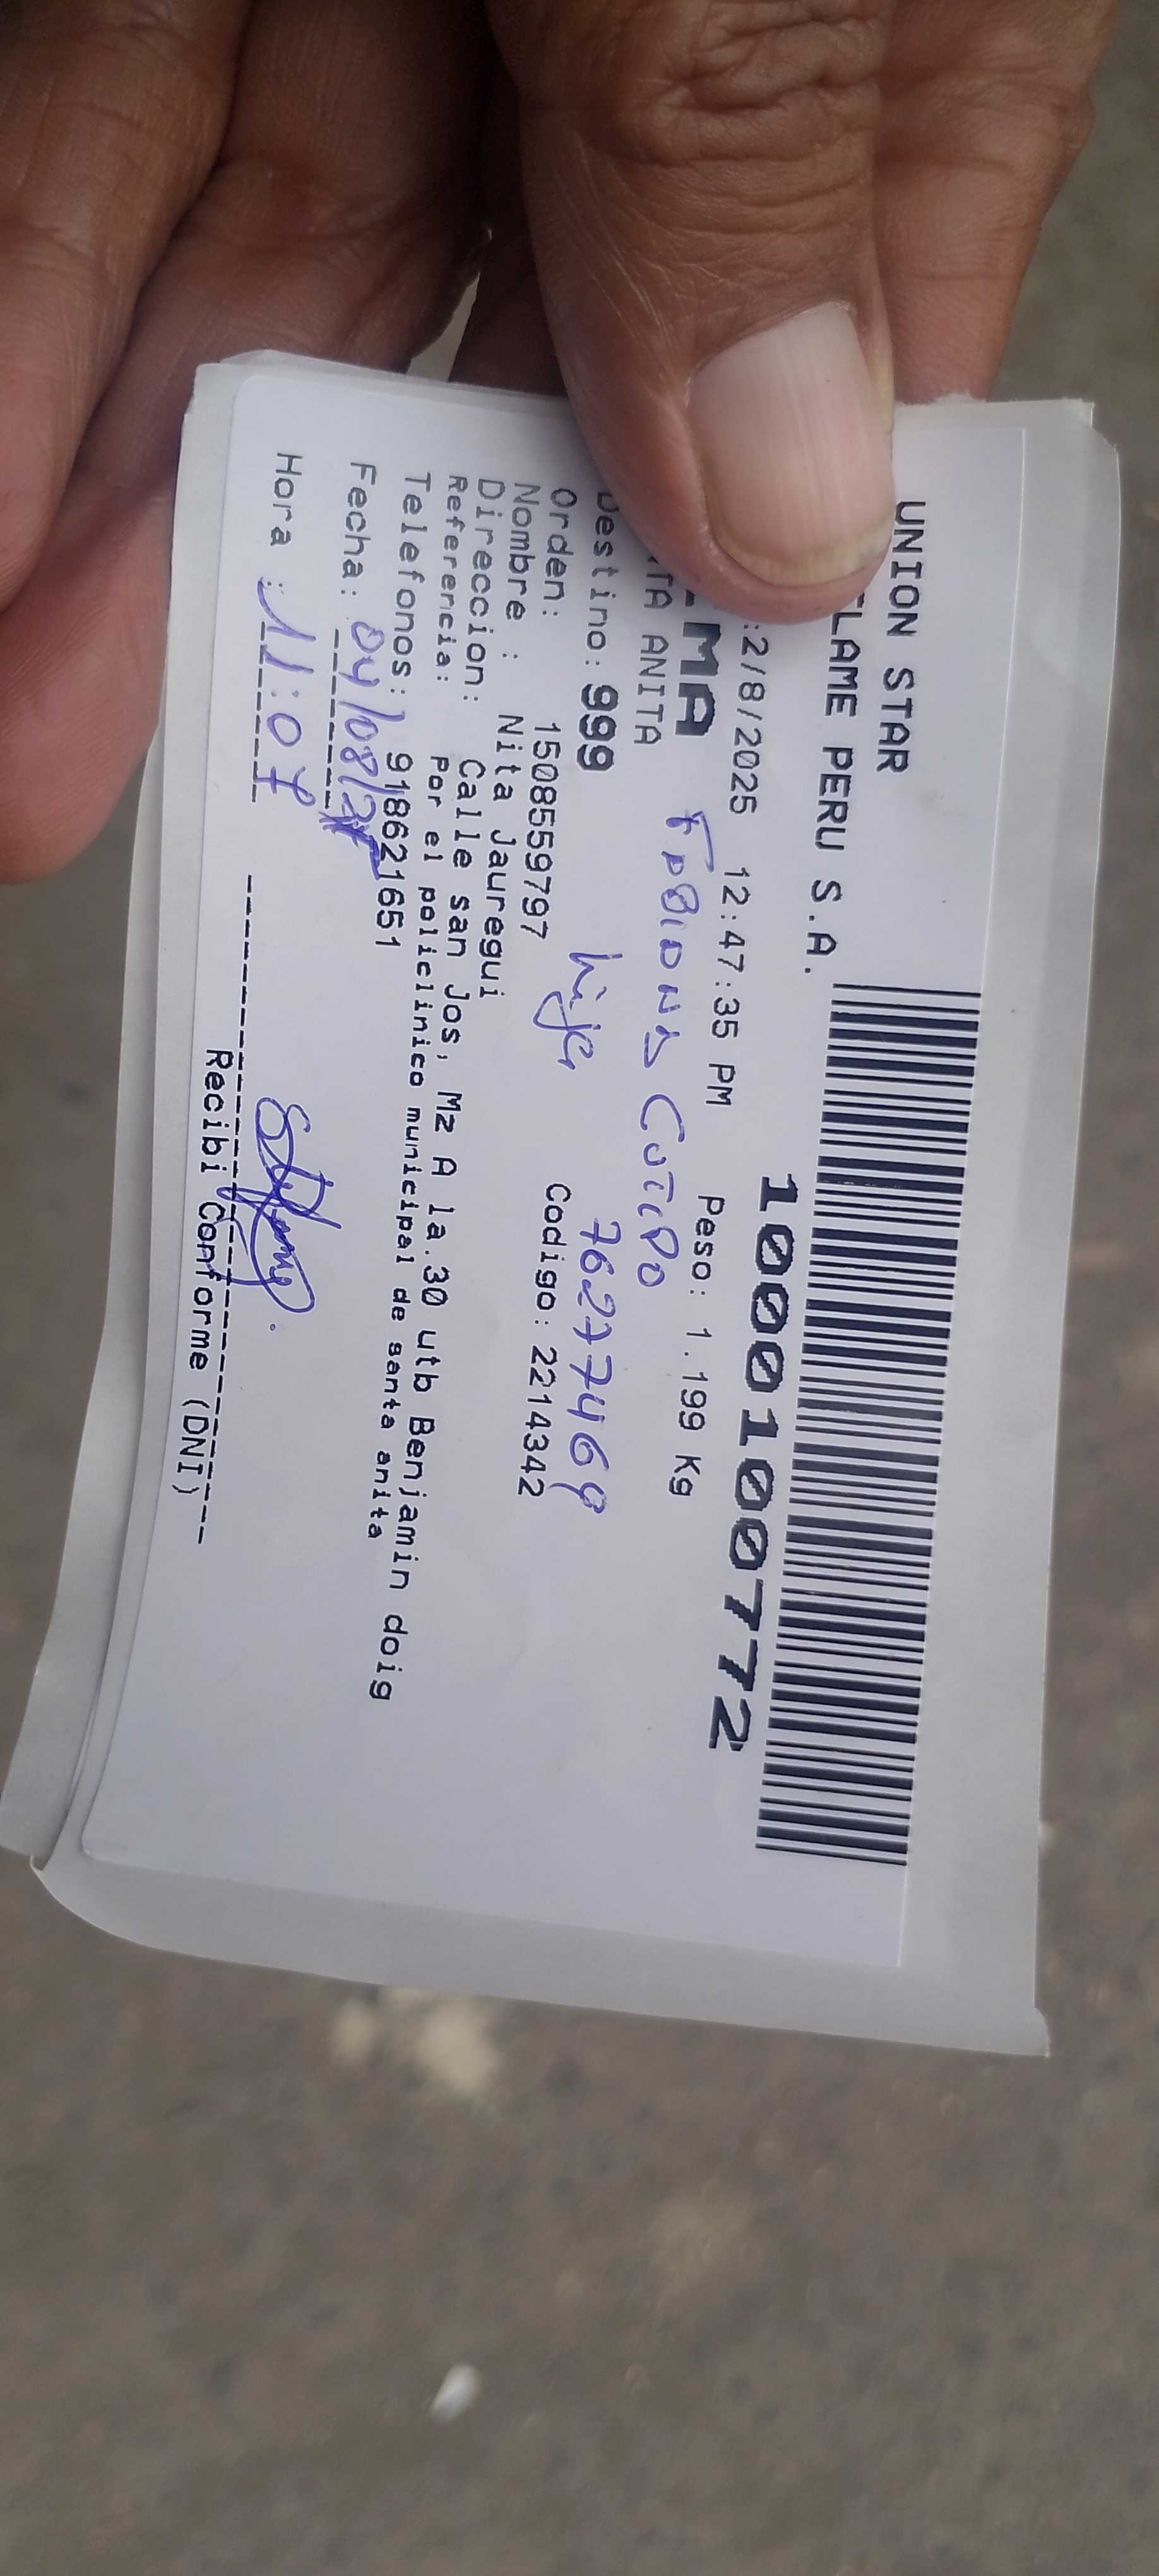 UNION STAR
LAME PERU S.A.
1000100772
:2/8/2025 12:47:35 PM Peso: 1.199 Kg
MA
TA ANITA
Destino: 999 hija 76277469
Orden: 1508559797 Codigo: 2214342
Nombre : Nita Jauregui
Direccion: Calle san Jos, Mz A la.30 utb Benjamin doig
Referencia: Por el policlinico municipal de santa anita
Telefonos: 918621651
Fecha: 04/08/2
Hora : 11:07
Recibi Conforme (DNI)